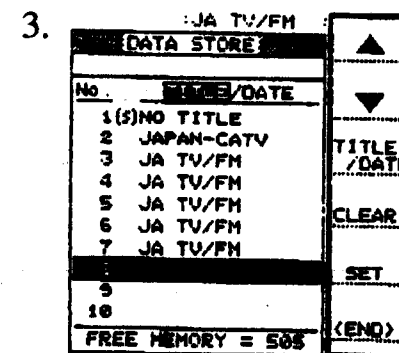 3.
:JA TV/FM :
DATA STORE
No. TITLE/DATE
1(S)NO TITLE
2 JAPAN-CATV
3 JA TV/FM
4 JA TV/FM
5 JA TV/FM
6 JA TV/FM
7 JA TV/FM
9
10
FREE MEMORY = 505
▲
▼
TITLE
/DATE
CLEAR
SET
<END>